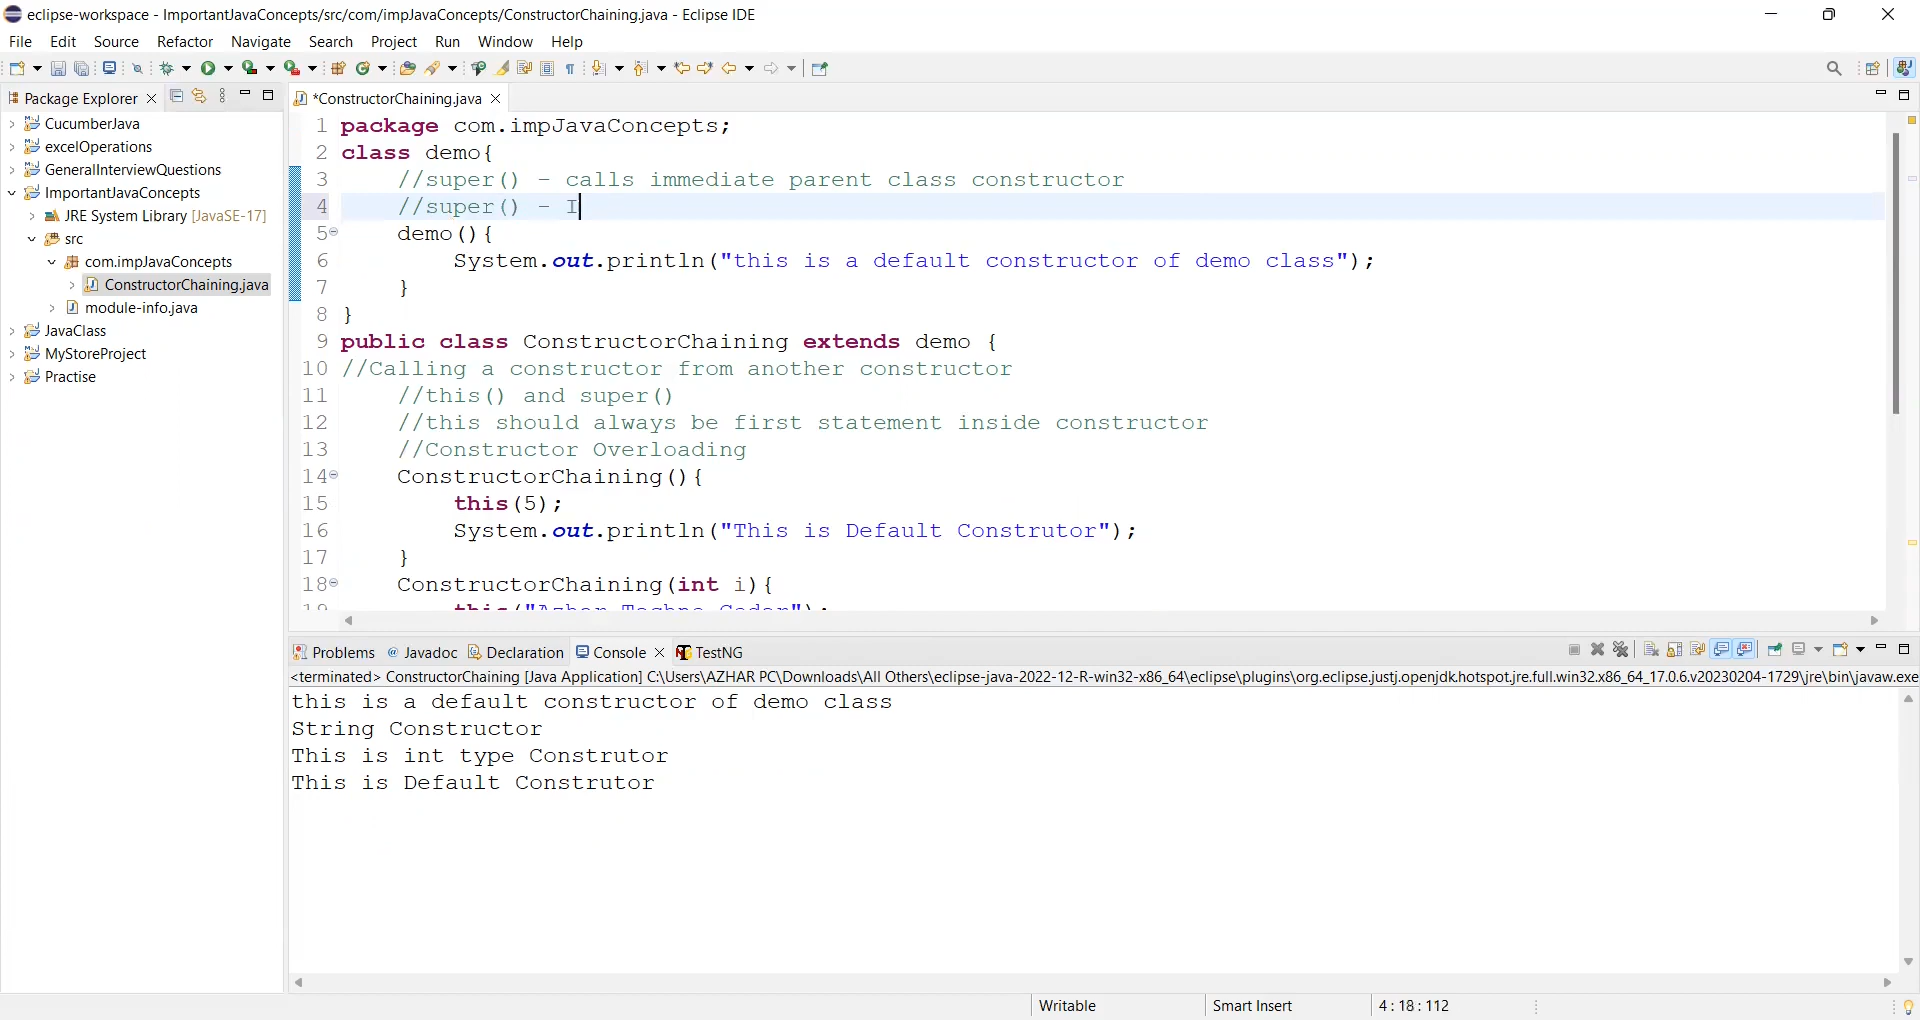 eclipse-workspace - ImportantJavaConcepts/src/com/impJavaConcepts/ConstructorChaining.java - Eclipse IDE
File Edit Source Refactor Navigate Search Project Run Window Help
Package Explorer
CucumberJava
excelOperations
GeneralInterviewQuestions
ImportantJavaConcepts
JRE System Library [JavaSE-17]
src
com.impJavaConcepts
ConstructorChaining.java
module-info.java
JavaClass
MyStoreProject
Practise
*ConstructorChaining.java
1 package com.impJavaConcepts;
2 class demo{
3 //super() - calls immediate parent class constructor
4 //super() - I
5 demo(){
6 System.out.println("this is a default constructor of demo class");
7 }
8 }
9 public class ConstructorChaining extends demo {
10 //Calling a constructor from another constructor
11 //this() and super()
12 //this should always be first statement inside constructor
13 //Constructor Overloading
14 ConstructorChaining(){
15 this(5);
16 System.out.println("This is Default Construtor");
17 }
18 ConstructorChaining(int i){
19 this("Azhar Techno Coder");
Problems @ Javadoc Declaration Console TestNG
<terminated> ConstructorChaining [Java Application] C:\Users\AZHAR PC\Downloads\All Others\eclipse-java-2022-12-R-win32-x86_64\eclipse\plugins\org.eclipse.justj.openjdk.hotspot.jre.full.win32.x86_64_17.0.6.v20230204-1729\jre\bin\javaw.exe
this is a default constructor of demo class
String Constructor
This is int type Construtor
This is Default Construtor
Writable Smart Insert 4 : 18 : 112